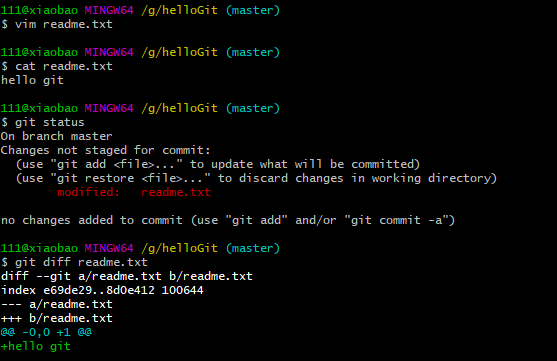 111@xiaobao MINGW64 /g/helloGit (master)
$ vim readme.txt
111@xiaobao MINGW64 /g/helloGit (master)
$ cat readme.txt
hello git
111@xiaobao MINGW64 /g/helloGit (master)
$ git status
On branch master
Changes not staged for commit:
  (use "git add <file>..." to update what will be committed)
  (use "git restore <file>..." to discard changes in working directory)
        modified:   readme.txt
no changes added to commit (use "git add" and/or "git commit -a")
111@xiaobao MINGW64 /g/helloGit (master)
$ git diff readme.txt
diff --git a/readme.txt b/readme.txt
index e69de29..8d0e412 100644
--- a/readme.txt
+++ b/readme.txt
@@ -0,0 +1 @@
+hello git